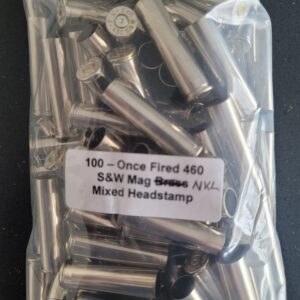 100 – Once Fired 460
S&W Mag Brass NKL
Mixed Headstamp